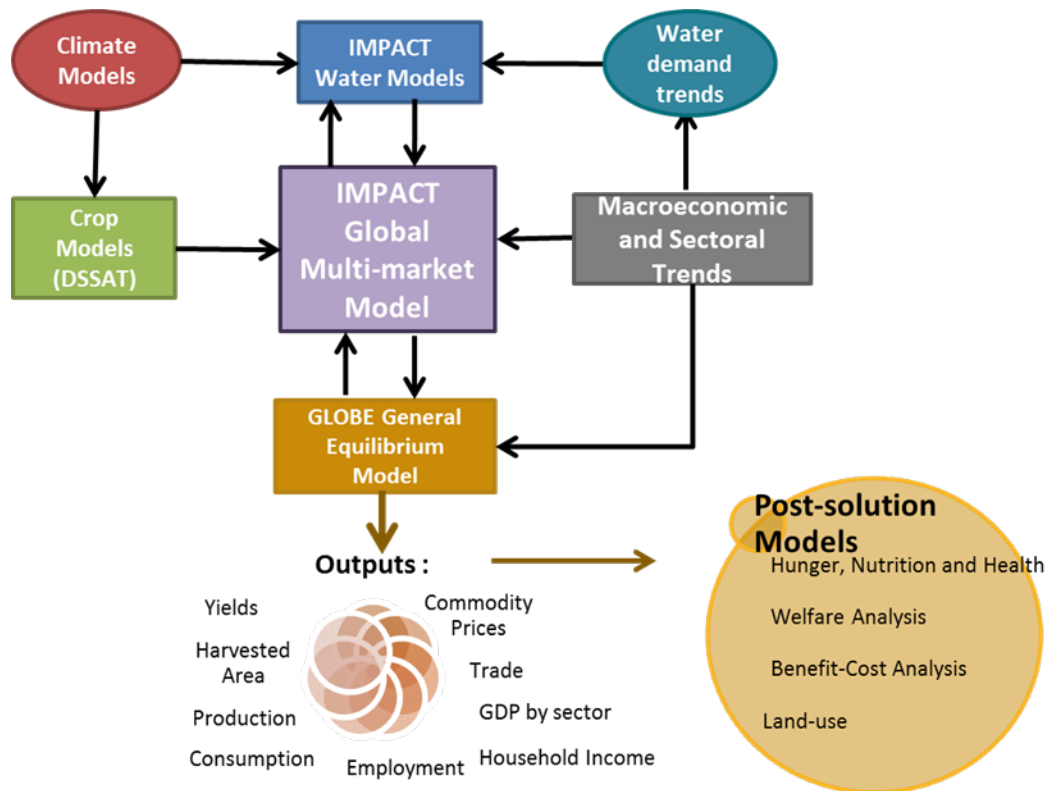 Climate
Models
IMPACT
Water Models
Water
demand
trends
Crop
Models
(DSSAT)
IMPACT
Global
Multi-market
Model
Macroeconomic
and Sectoral
Trends
GLOBE General
Equilibrium
Model
Outputs :
Yields
Harvested
Area
Production
Consumption
Employment
Commodity
Prices
Trade
GDP by sector
Household Income
Post-solution
Models
Hunger, Nutrition and Health
Welfare Analysis
Benefit-Cost Analysis
Land-use